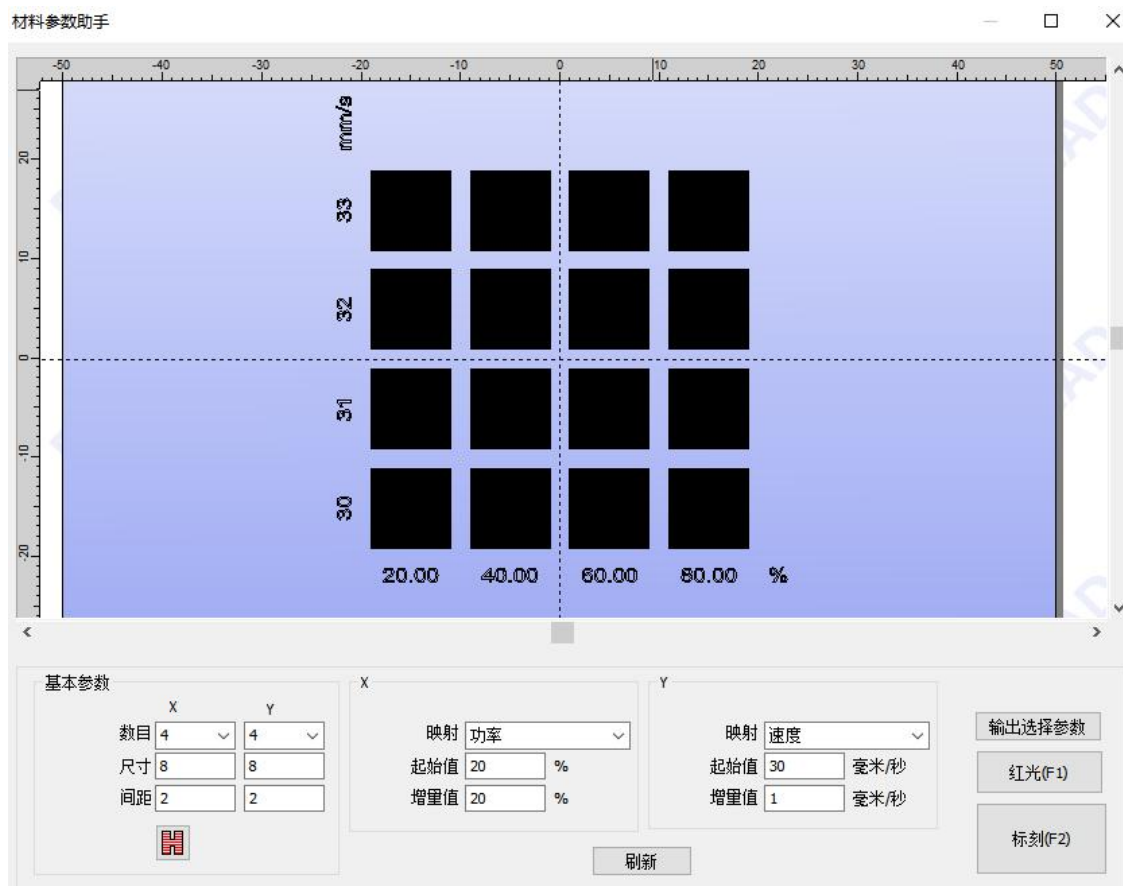 材料参数助手
-50 -40 -30 -20 -10 0 10 20 30 40 50
20
10
0
-10
-20
mm/s
33
32
31
30
20.00 40.00 60.00 80.00 %
基本参数
X Y
数目 4 4
尺寸 8 8
间距 2 2
X
映射 功率
起始值 20 %
增量值 20 %
Y
映射 速度
起始值 30 毫米/秒
增量值 1 毫米/秒
输出选择参数
红光(F1)
标刻(F2)
刷新